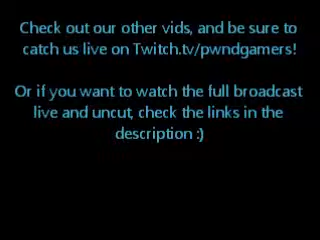 Check out our other vids, and be sure to
catch us live on Twitch.tv/pwndgamers!
Or if you want to watch the full broadcast
live and uncut, check the links in the
description :)